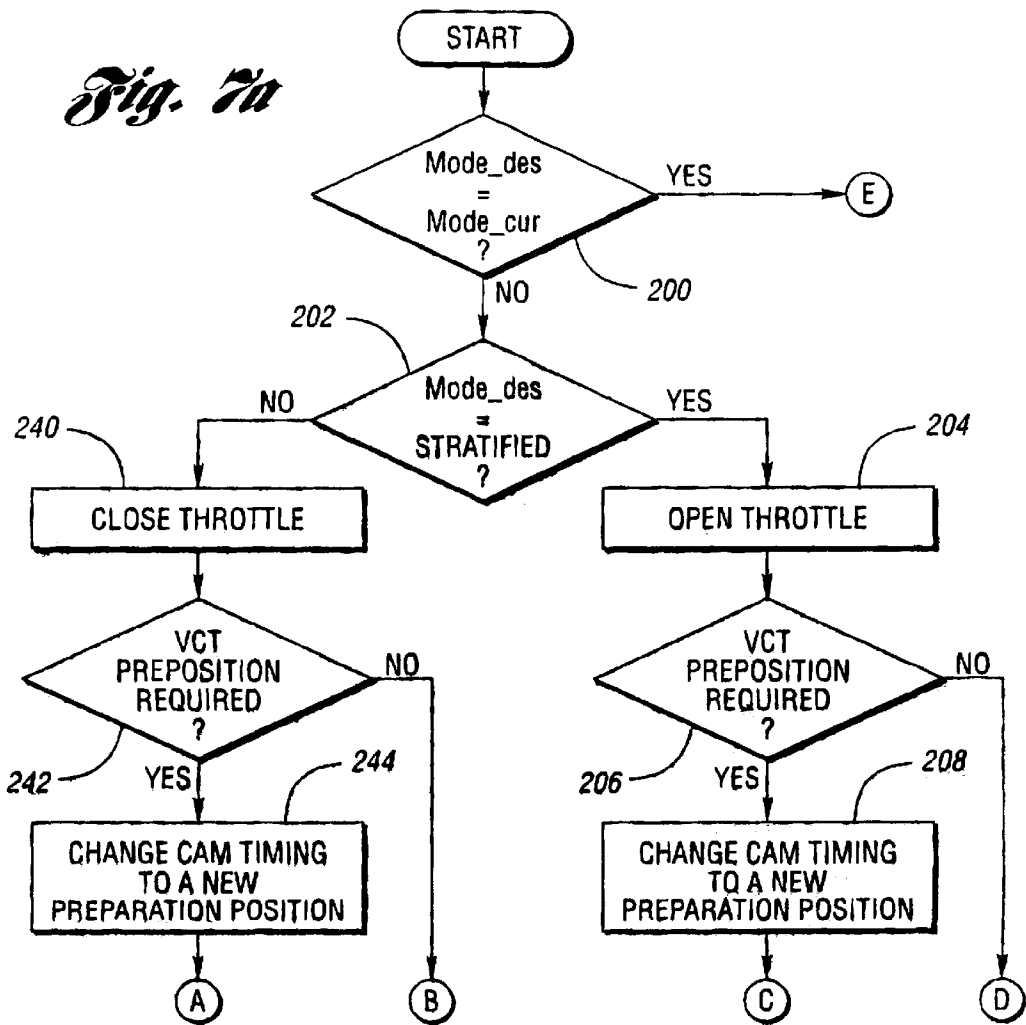 START
Fig. 7a
Mode_des
=
Mode_cur
?
YES
E
200
NO
202
Mode_des
=
STRATIFIED
?
NO
YES
240
204
CLOSE THROTTLE
OPEN THROTTLE
VCT
PREPOSITION
REQUIRED
?
NO
VCT
PREPOSITION
REQUIRED
?
NO
242
YES
244
206
YES
208
CHANGE CAM TIMING
TO A NEW
PREPARATION POSITION
CHANGE CAM TIMING
TO A NEW
PREPARATION POSITION
A
B
C
D